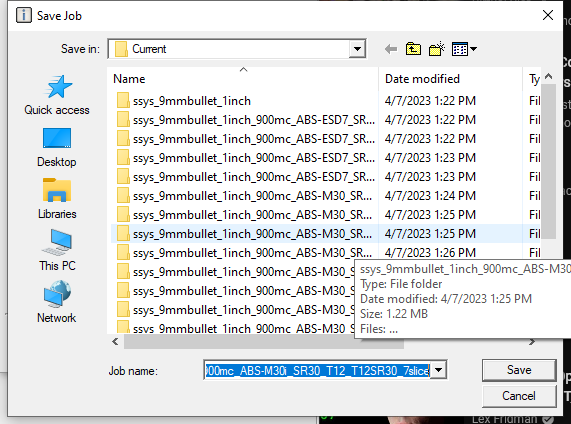 Save Job
Save in: Current
Name Date modified Ty
Quick access
Desktop
Libraries
This PC
Network
ssys_9mmbullet_1inch 4/7/2023 1:22 PM Fil
ssys_9mmbullet_1inch_900mc_ABS-ESD7_SR... 4/7/2023 1:22 PM Fil
ssys_9mmbullet_1inch_900mc_ABS-ESD7_SR... 4/7/2023 1:22 PM Fil
ssys_9mmbullet_1inch_900mc_ABS-ESD7_SR... 4/7/2023 1:23 PM Fil
ssys_9mmbullet_1inch_900mc_ABS-ESD7_SR... 4/7/2023 1:23 PM Fil
ssys_9mmbullet_1inch_900mc_ABS-M30_SR... 4/7/2023 1:24 PM Fil
ssys_9mmbullet_1inch_900mc_ABS-M30_SR... 4/7/2023 1:25 PM Fil
ssys_9mmbullet_1inch_900mc_ABS-M30_SR... 4/7/2023 1:25 PM Fil
ssys_9mmbullet_1inch_900mc_ABS-M30_SR... 4/7/2023 1:26 PM Fil
ssys_9mmbullet_1inch_900mc_ABS-M30
ssys_9mmbullet_1inch_900mc_ABS-M30
ssys_9mmbullet_1inch_900mc_ABS-M30
ssys_9mmbullet_1inch_900mc_ABS-M30
ssys_9mmbullet_1inch_900mc_ABS-M30
Type: File folder
Date modified: 4/7/2023 1:25 PM
Size: 1.22 MB
Files: ...
Job name: 900mc_ABS-M30i_SR30_T12_T12SR30_7slice
Save
Cancel
Lex Fridman